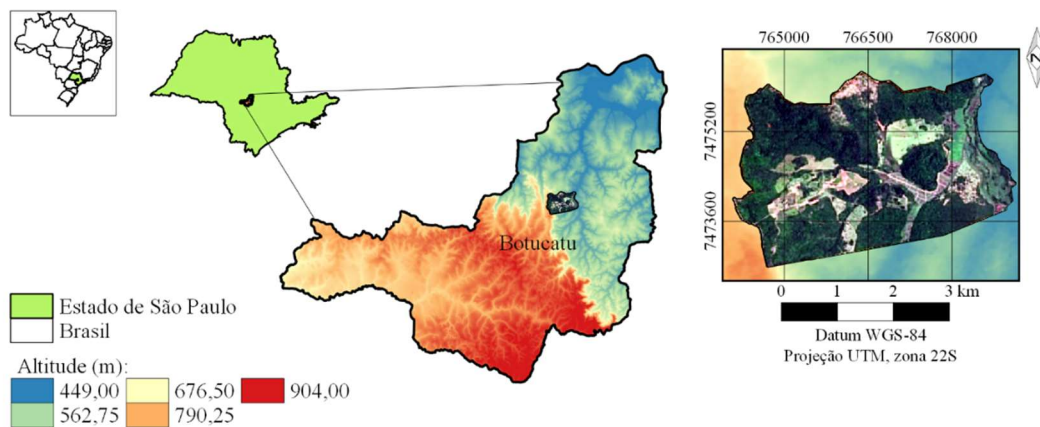 765000 766500 768000
7475200
7473600
Botucatu
Estado de São Paulo
Brasil
0 1 2 3 km
Datum WGS-84
Projeção UTM, zona 22S
Altitude (m):
449,00 676,50 904,00
562,75 790,25
N